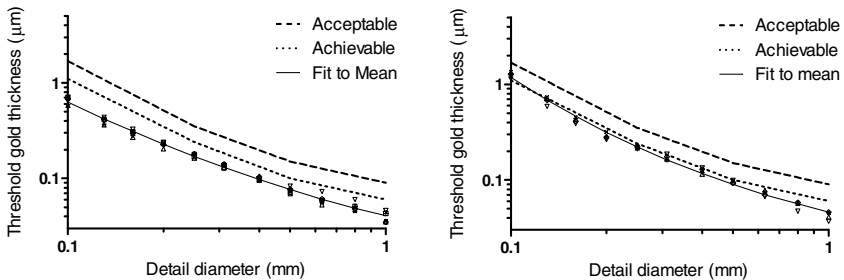 Threshold gold thickness (μm)
1
0.1
0.1
1
Detail diameter (mm)
Acceptable
Achievable
Fit to Mean
Threshold gold thickness (μm)
1
0.1
0.1
1
Detail diameter (mm)
Acceptable
Achievable
Fit to mean